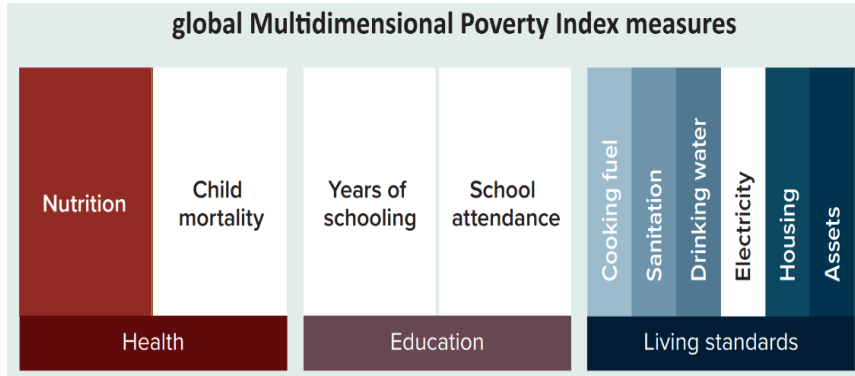 global Multidimensional Poverty Index measures
Nutrition
Child
mortality
Years of
schooling
School
attendance
Cooking fuel
Sanitation
Drinking water
Electricity
Housing
Assets
Health
Education
Living standards